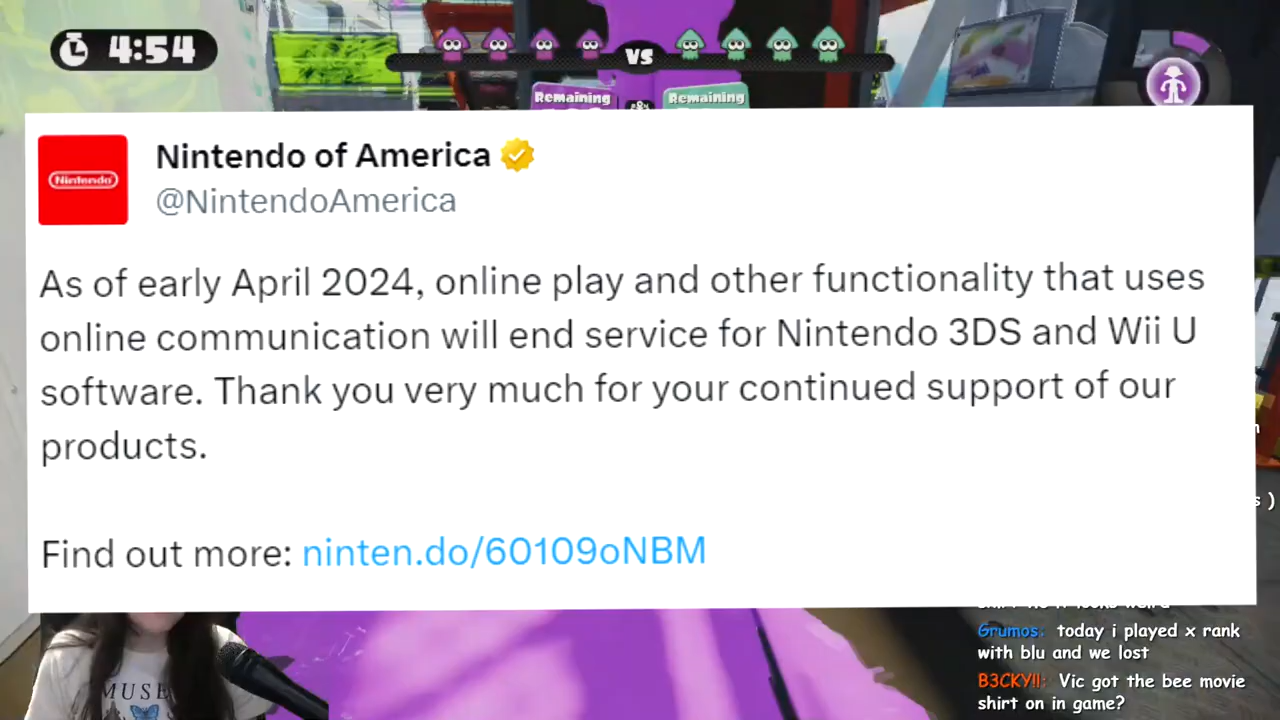 4:54
VS
Remaining
Remaining
Nintendo
Nintendo of America
@NintendoAmerica
As of early April 2024, online play and other functionality that uses
online communication will end service for Nintendo 3DS and Wii U
software. Thank you very much for your continued support of our
products.
Find out more: ninten.do/60109oNBM
s )
Grumos: today i played x rank
with blu and we lost
B3CKY!!: Vic got the bee movie
shirt on in game?
MUSE